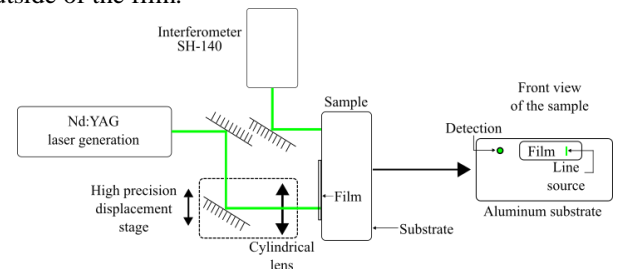 outside of the film.
Interferometer
SH-140
Nd:YAG
laser generation
Sample
Front view
of the sample
Detection
Film
Line
source
Aluminum substrate
High precision
displacement
stage
Film
Substrate
Cylindrical
lens